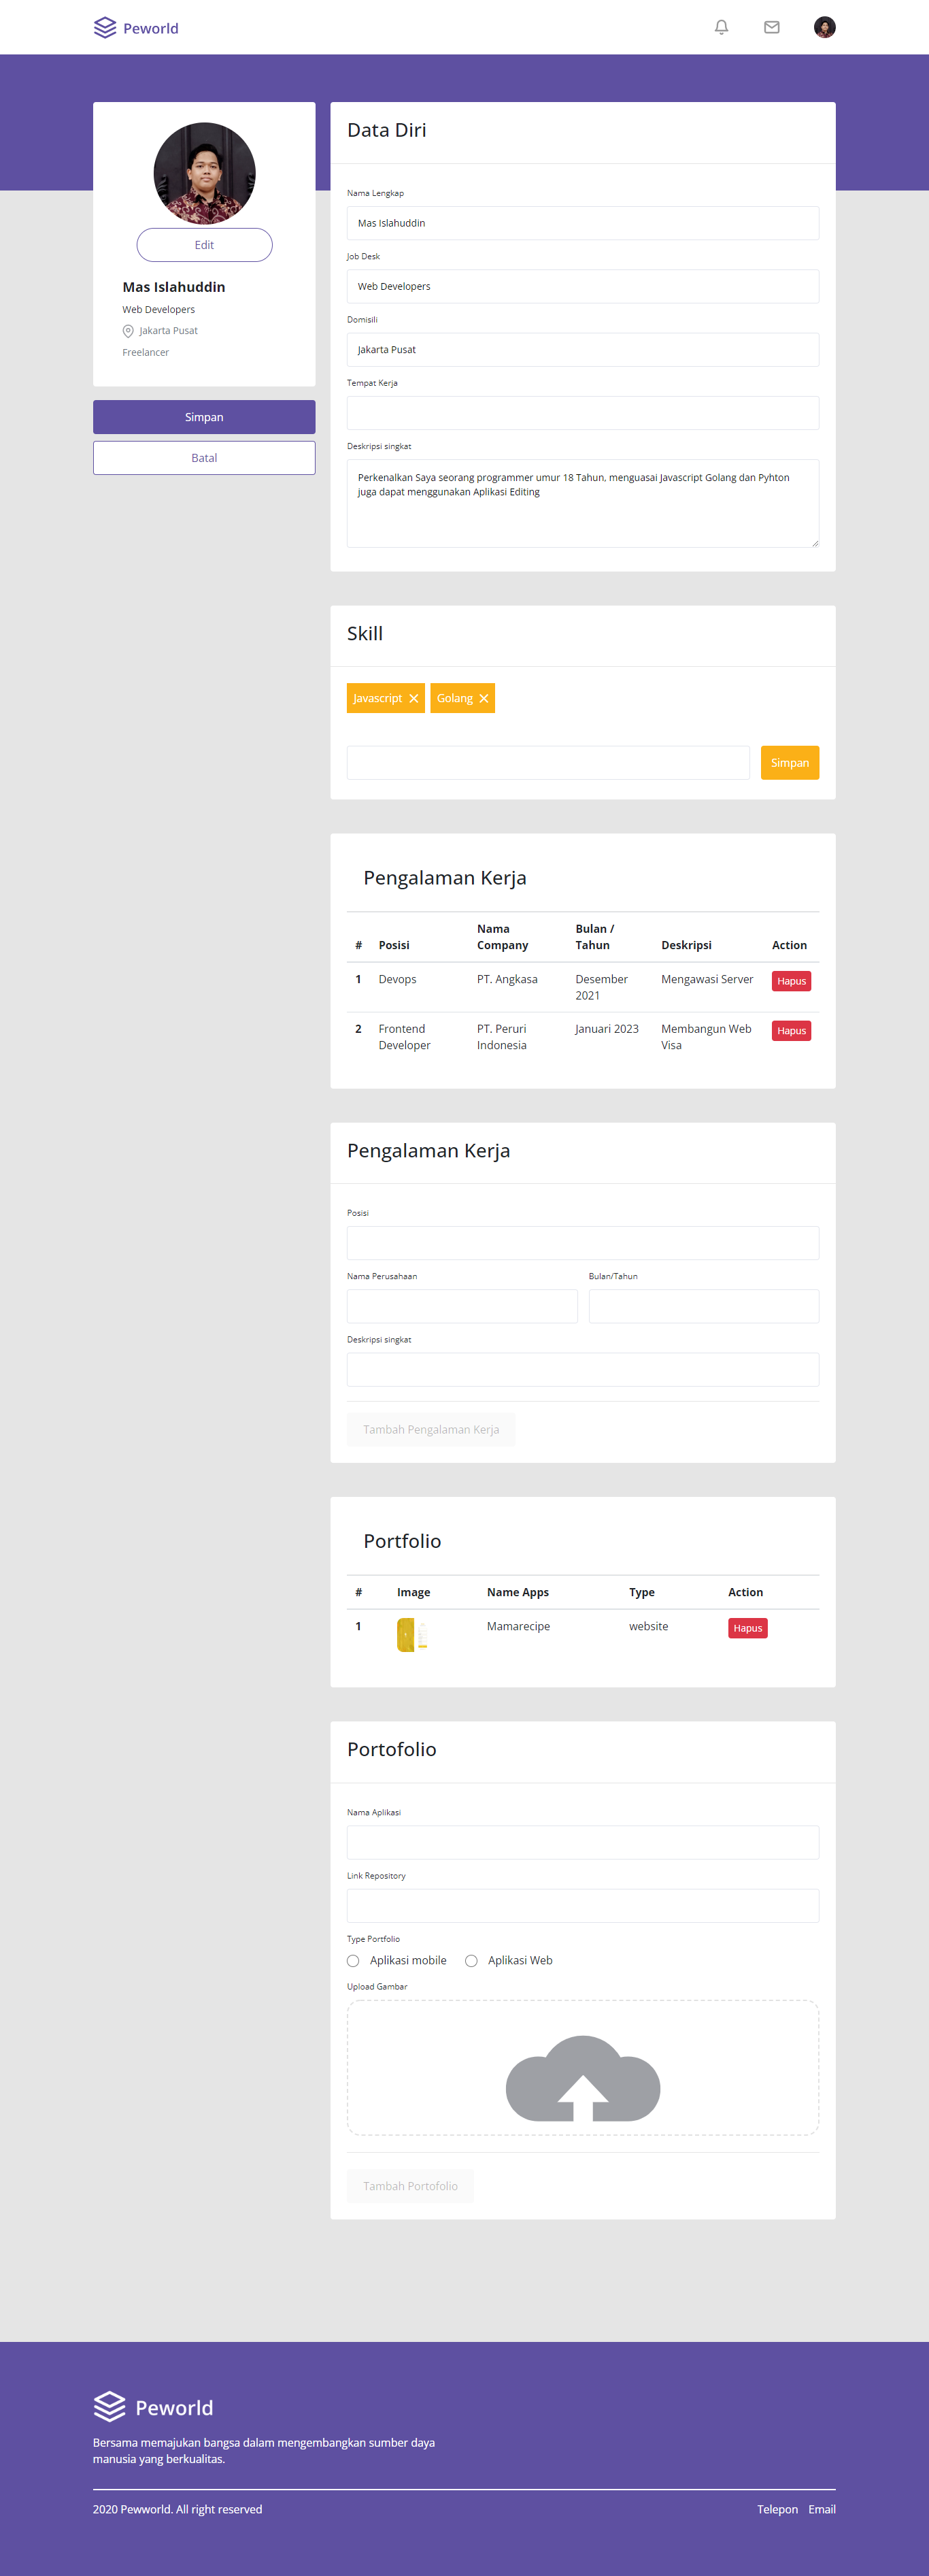 Peworld
Data Diri
Nama Lengkap
Mas Islahuddin
Job Desk
Web Developers
Domisili
Jakarta Pusat
Tempat Kerja
Deskripsi singkat
Perkenalkan Saya seorang programmer umur 18 Tahun, menguasai Javascript Golang dan Pyhton
juga dapat menggunakan Aplikasi Editing
Edit
Mas Islahuddin
Web Developers
Jakarta Pusat
Freelancer
Simpan
Batal
Skill
Javascript Golang
Simpan
Pengalaman Kerja
# Posisi Nama Company Bulan / Tahun Deskripsi Action
1 Devops PT. Angkasa Desember 2021 Mengawasi Server Hapus
2 Frontend Developer PT. Peruri Indonesia Januari 2023 Membangun Web Visa Hapus
Pengalaman Kerja
Posisi
Nama Perusahaan Bulan/Tahun
Deskripsi singkat
Tambah Pengalaman Kerja
Portfolio
# Image Name Apps Type Action
1 Mamarecipe website Hapus
Portofolio
Nama Aplikasi
Link Repository
Type Portfolio
Aplikasi mobile Aplikasi Web
Upload Gambar
Tambah Portofolio
Peworld
Bersama memajukan bangsa dalam mengembangkan sumber daya
manusia yang berkualitas.
2020 Pewworld. All right reserved Telepon Email